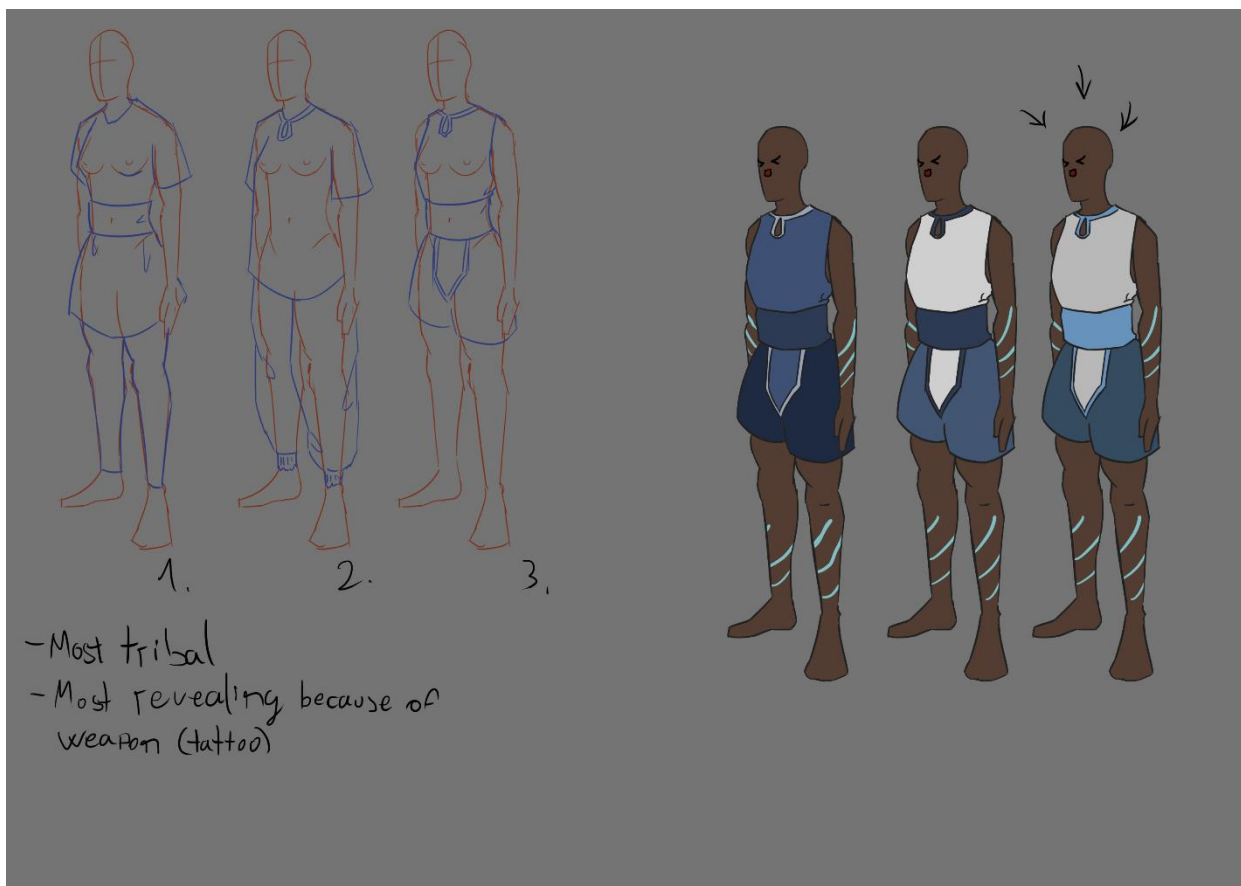 1.
2.
3.
-Most tribal
-Most revealing because of
weapon (tattoo)